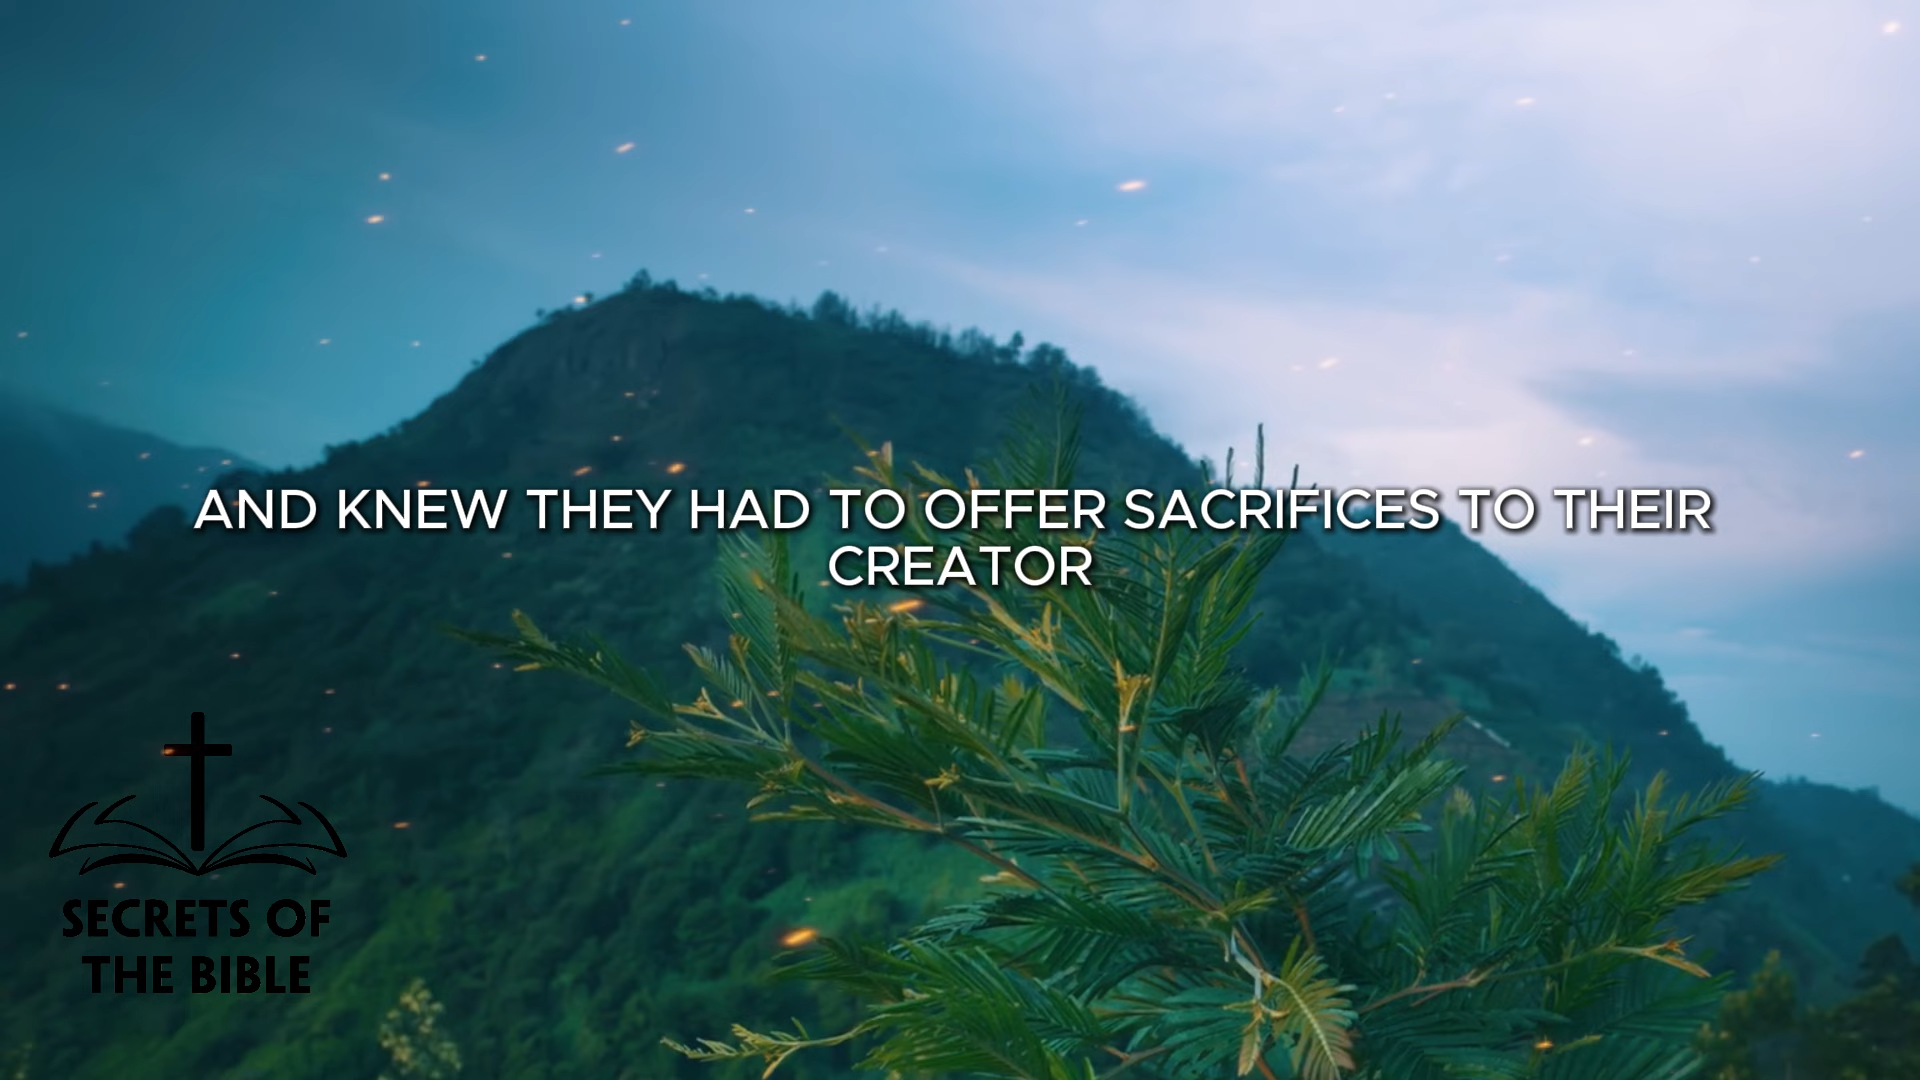 AND KNEW THEY HAD TO OFFER SACRIFICES TO THEIR
CREATOR
SECRETS OF
THE BIBLE